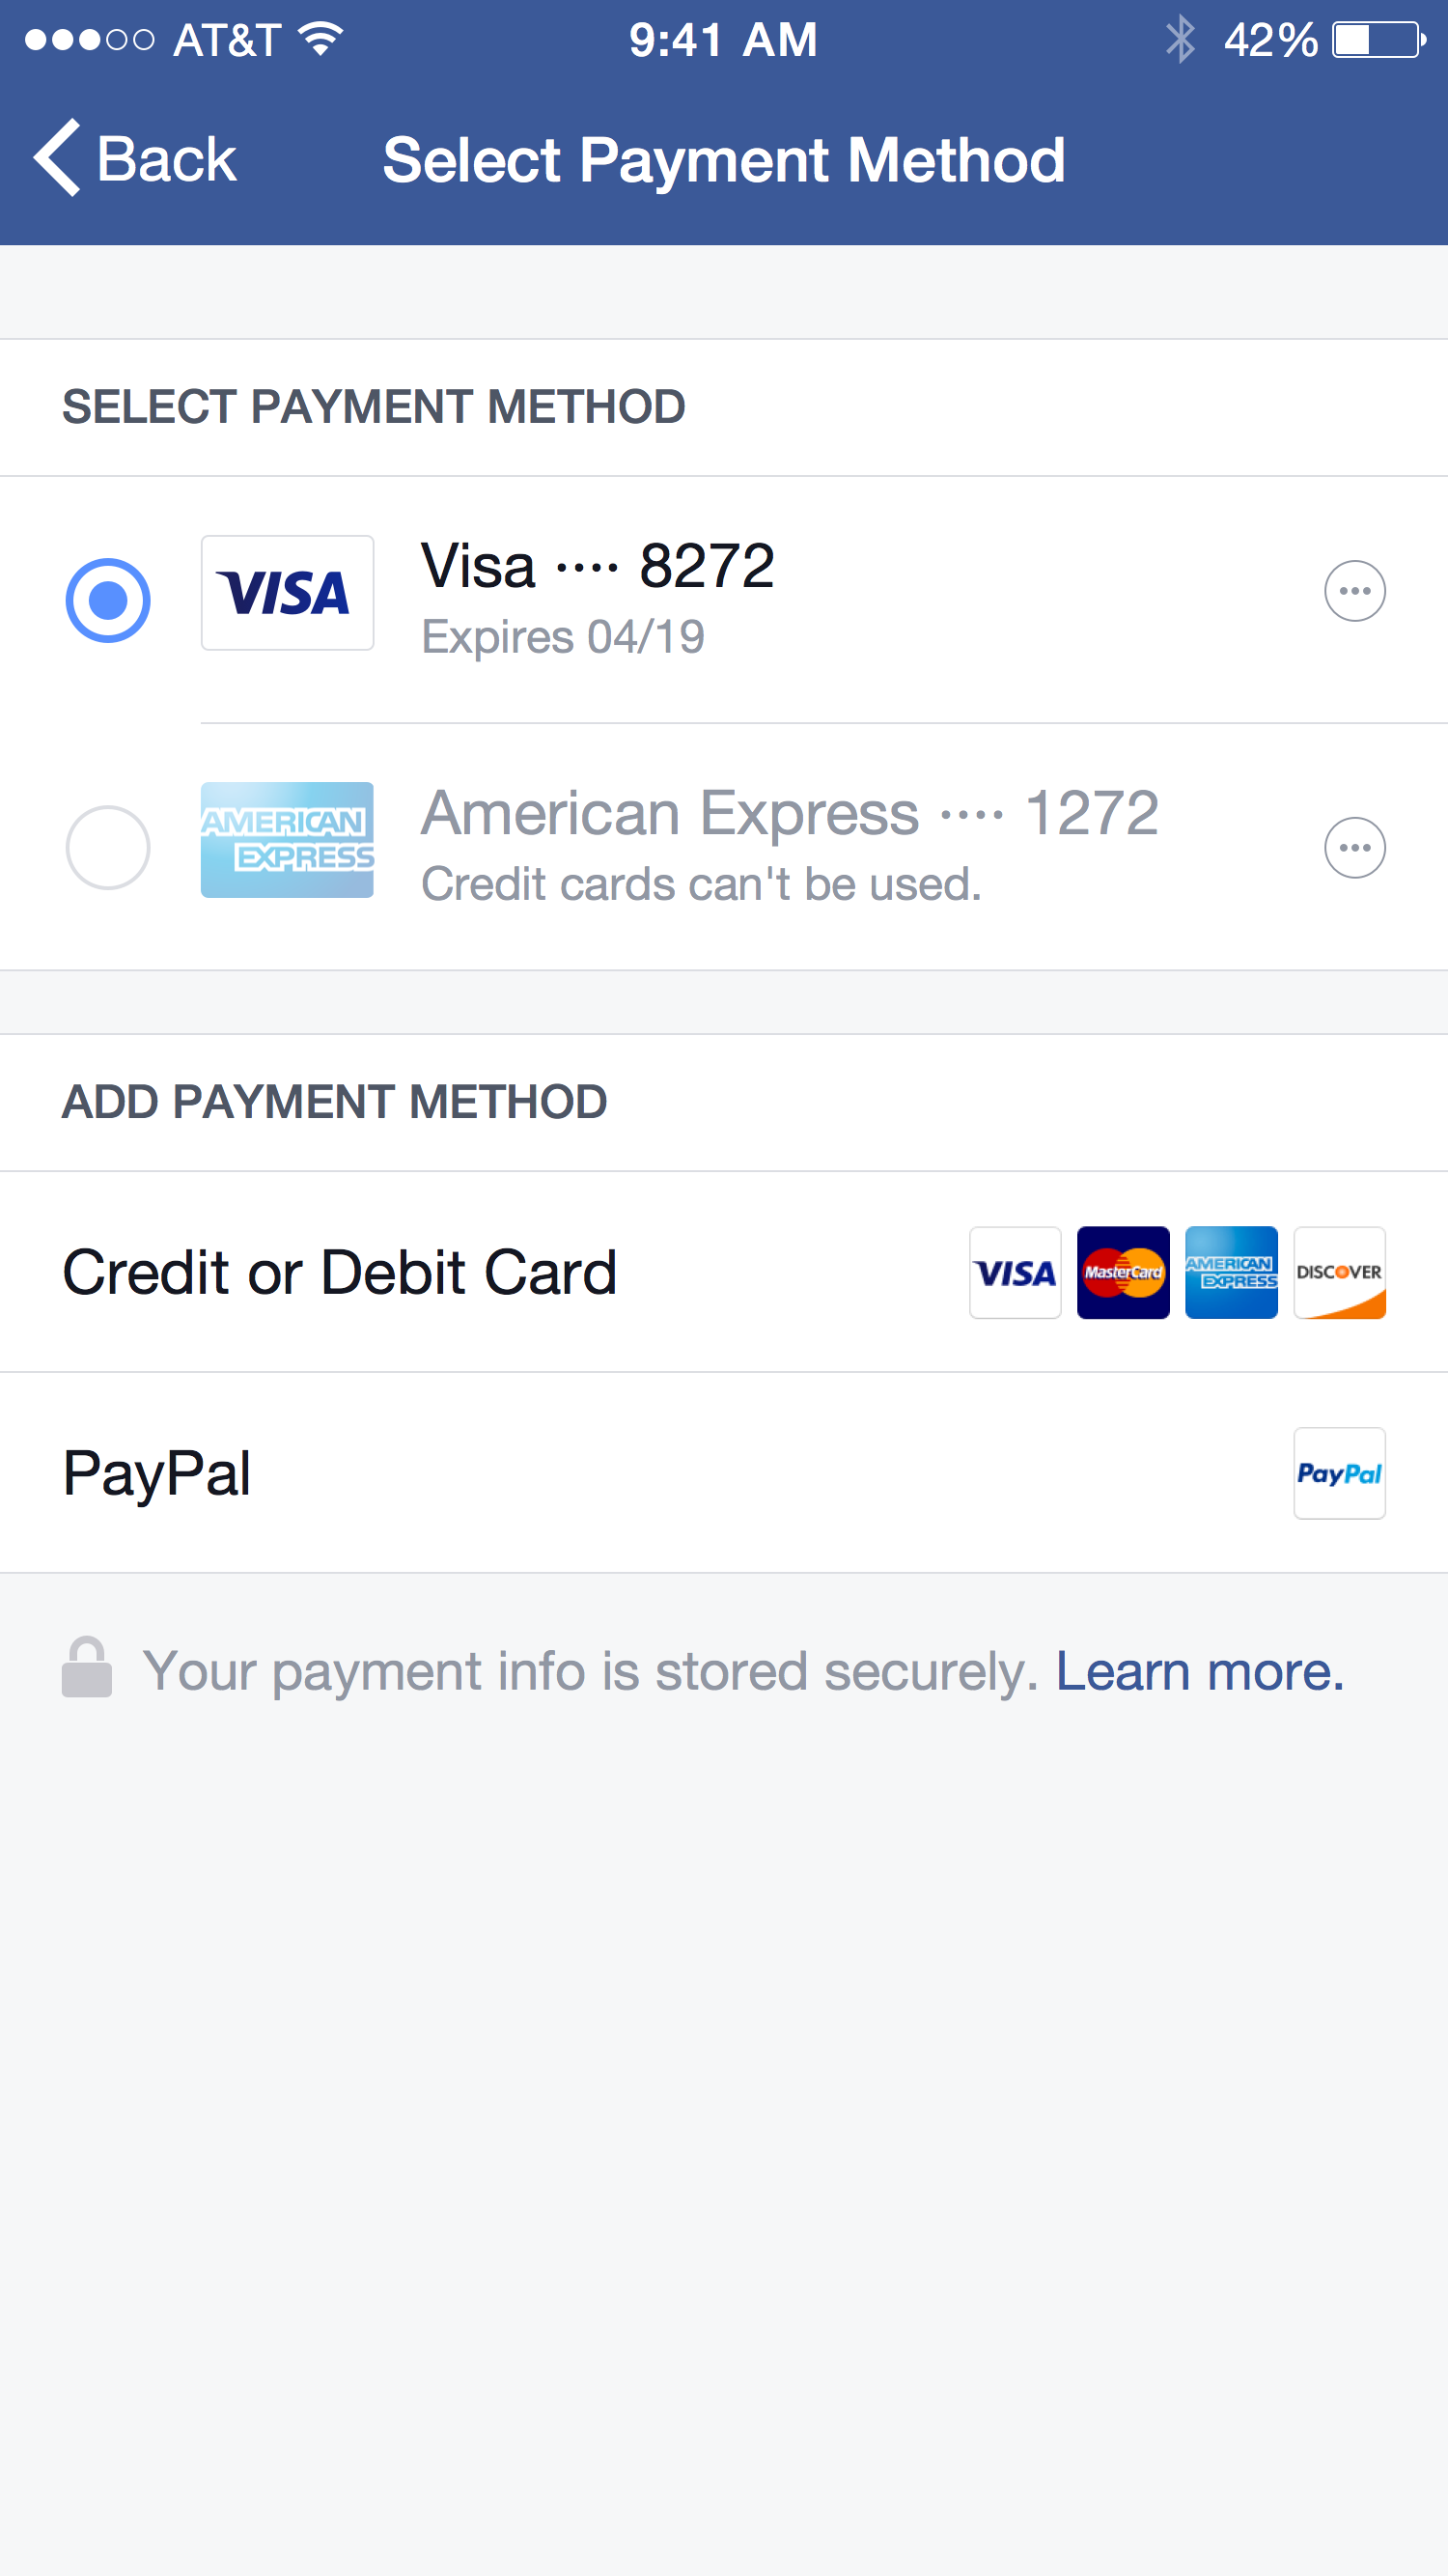 AT&T 9:41 AM 42%
Back Select Payment Method
SELECT PAYMENT METHOD
VISA Visa ···· 8272
Expires 04/19
AMERICAN EXPRESS American Express ···· 1272
Credit cards can't be used.
ADD PAYMENT METHOD
Credit or Debit Card VISA MasterCard AMERICAN EXPRESS DISCOVER
PayPal PayPal
Your payment info is stored securely. Learn more.